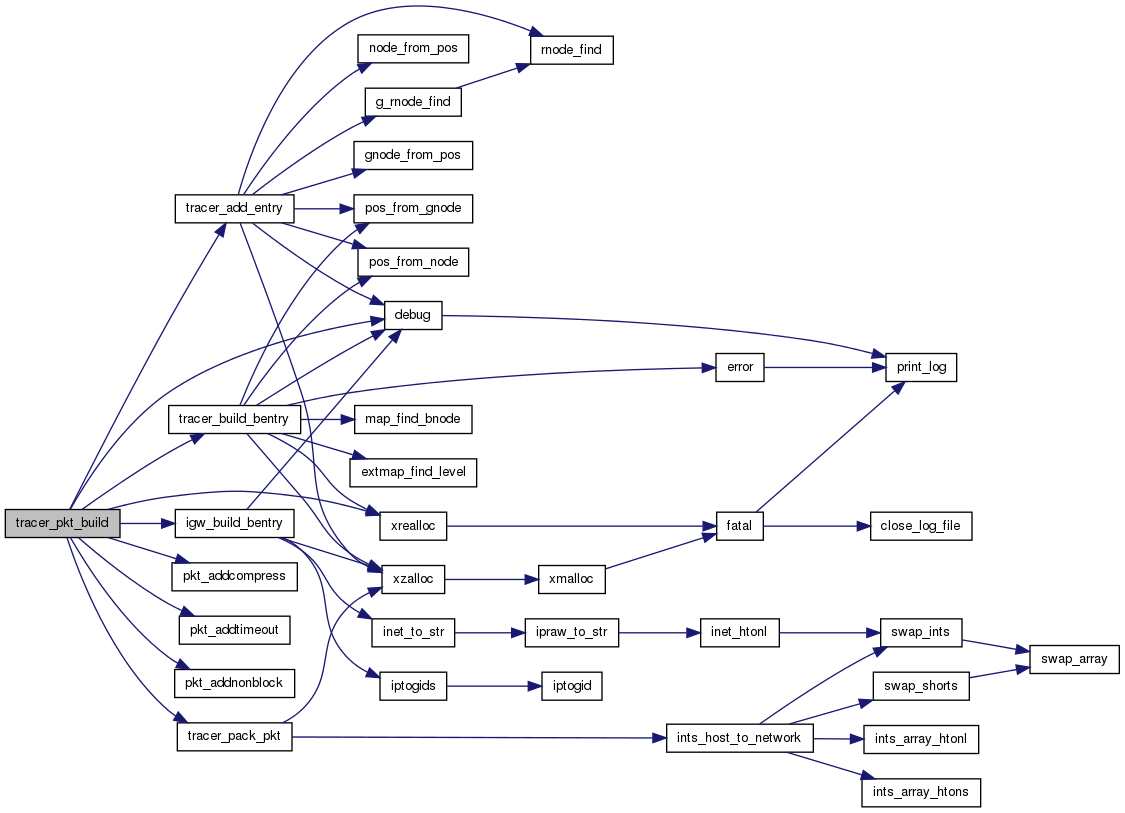 node_from_pos
rnode_find
g_rnode_find
gnode_from_pos
tracer_add_entry
pos_from_gnode
pos_from_node
debug
error
print_log
tracer_build_bentry
map_find_bnode
extmap_find_level
tracer_pkt_build
igw_build_bentry
xrealloc
fatal
close_log_file
pkt_addcompress
xzalloc
xmalloc
pkt_addtimeout
inet_to_str
ipraw_to_str
inet_htonl
swap_ints
swap_array
pkt_addnonblock
iptogids
iptogid
swap_shorts
tracer_pack_pkt
ints_host_to_network
ints_array_htonl
ints_array_htons